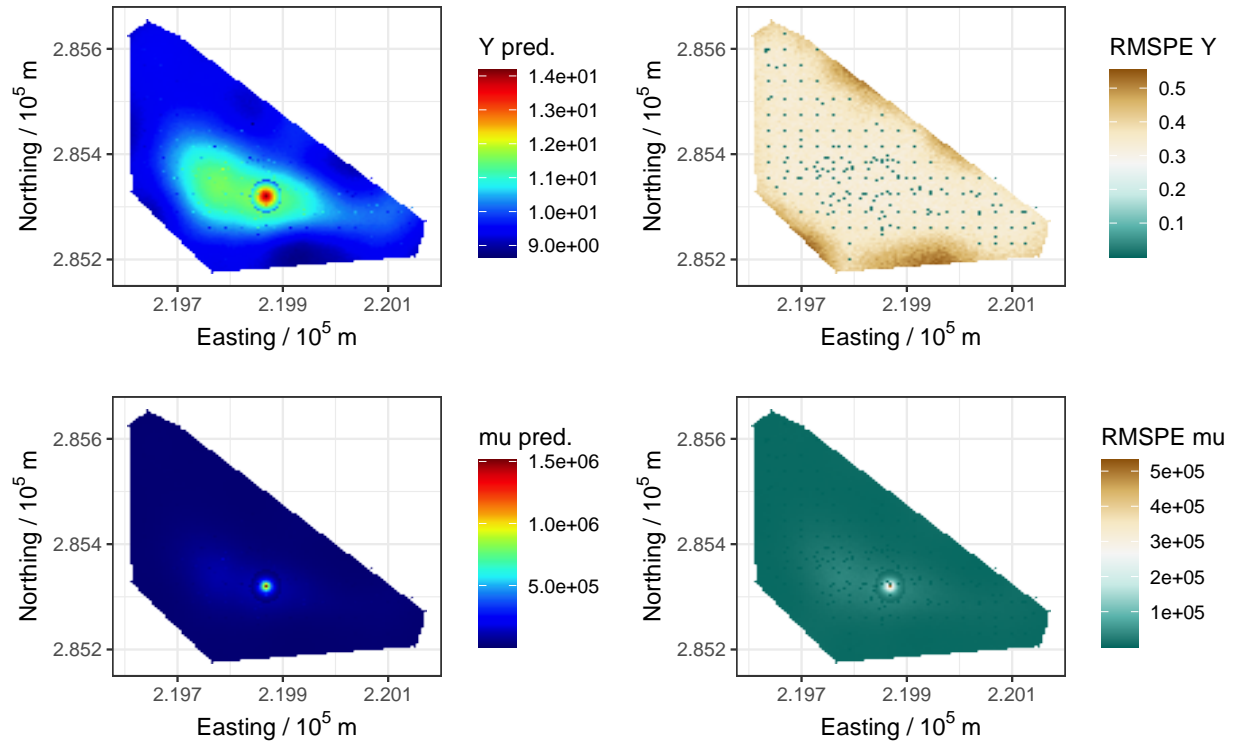 Y pred.
1.4e+01
1.3e+01
1.2e+01
1.1e+01
1.0e+01
9.0e+00
2.856
2.854
2.852
2.197 2.199 2.201
Northing / 10^5 m
Easting / 10^5 m
RMSPE Y
0.5
0.4
0.3
0.2
0.1
2.856
2.854
2.852
2.197 2.199 2.201
Northing / 10^5 m
Easting / 10^5 m
mu pred.
1.5e+06
1.0e+06
5.0e+05
2.856
2.854
2.852
2.197 2.199 2.201
Northing / 10^5 m
Easting / 10^5 m
RMSPE mu
5e+05
4e+05
3e+05
2e+05
1e+05
2.856
2.854
2.852
2.197 2.199 2.201
Northing / 10^5 m
Easting / 10^5 m